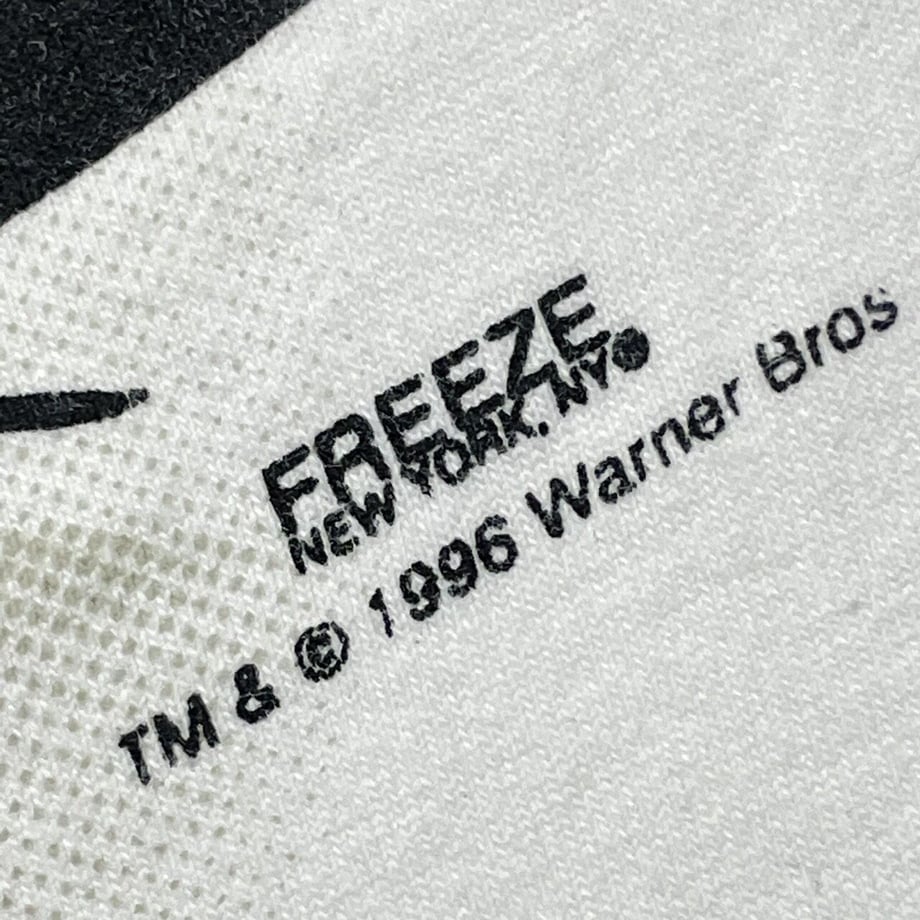 FREEZE
NEW YORK, NY®
TM & © 1996 Warner Bros